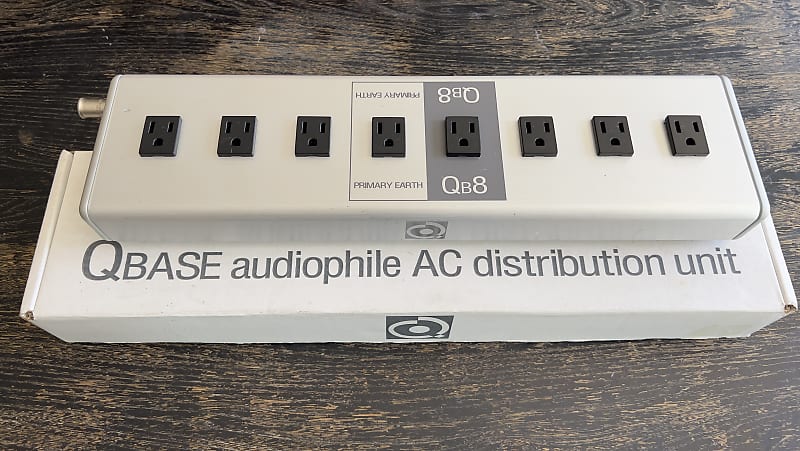 PRIMARY EARTH
QB8
PRIMARY EARTH
QB8
QBASE audiophile AC distribution unit